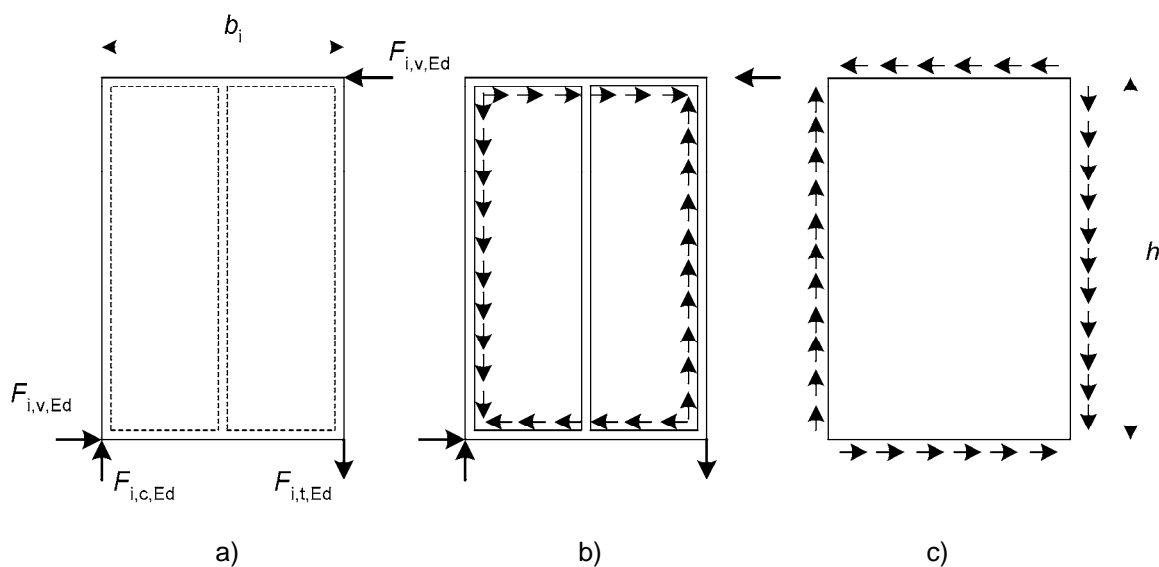 b_i
F_i,v,Ed
h
F_i,v,Ed
F_i,c,Ed F_i,t,Ed
a) b) c)